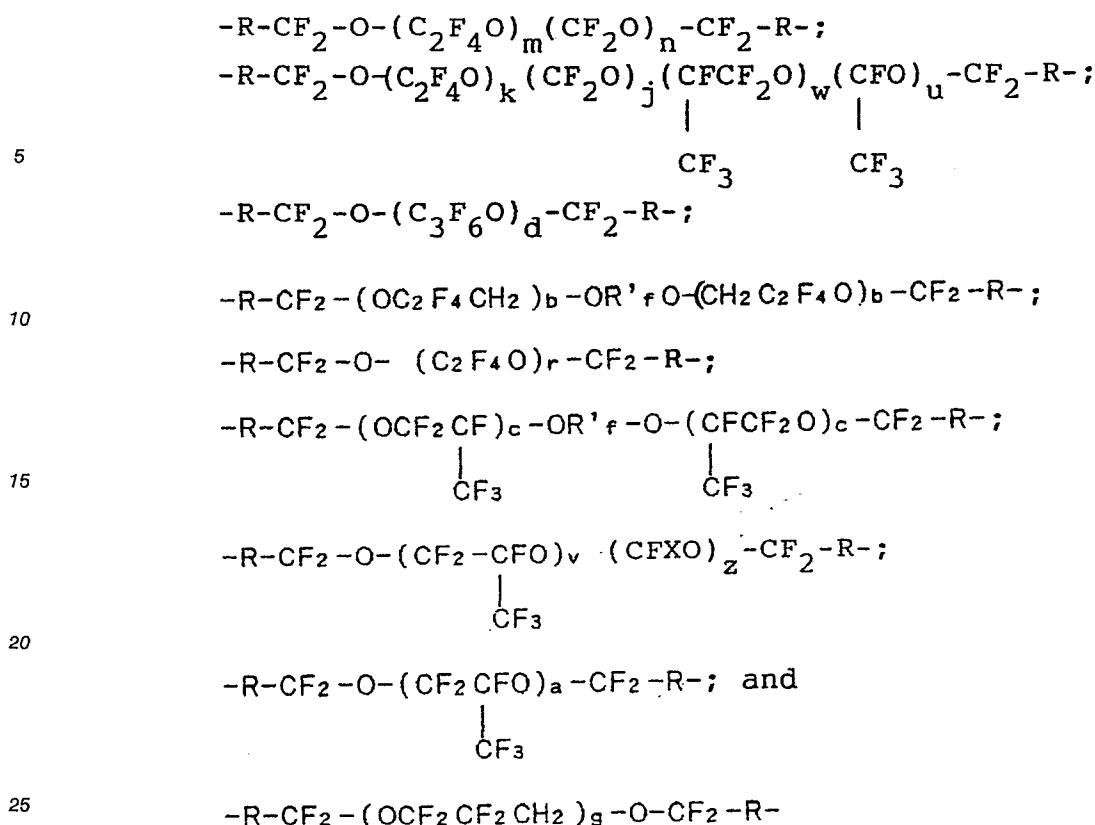 -R-CF2-O-(C2F4O)m(CF2O)n-CF2-R-;
-R-CF2-O-(C2F4O)k(CF2O)j(CFCF2O)w(CFO)u-CF2-R-;
5
CF3 CF3
-R-CF2-O-(C3F6O)d-CF2-R-;
-R-CF2-(OC2F4CH2)b-OR'fO-(CH2C2F4O)b-CF2-R-;
10
-R-CF2-O- (C2F4O)r-CF2-R-;
-R-CF2-(OCF2CF)c-OR'f-O-(CFCF2O)c-CF2-R-;
15
CF3 CF3
-R-CF2-O-(CF2-CFO)v (CFXO)z-CF2-R-;
CF3
20
-R-CF2-O-(CF2CFO)a-CF2-R-; and
CF3
25
-R-CF2-(OCF2CF2CH2)g-O-CF2-R-